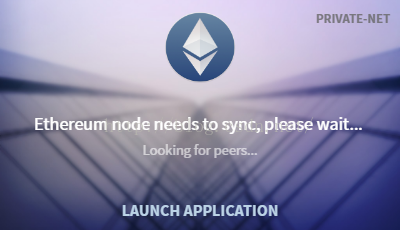 PRIVATE-NET
Ethereum node needs to sync, please wait...
Looking for peers...
LAUNCH APPLICATION